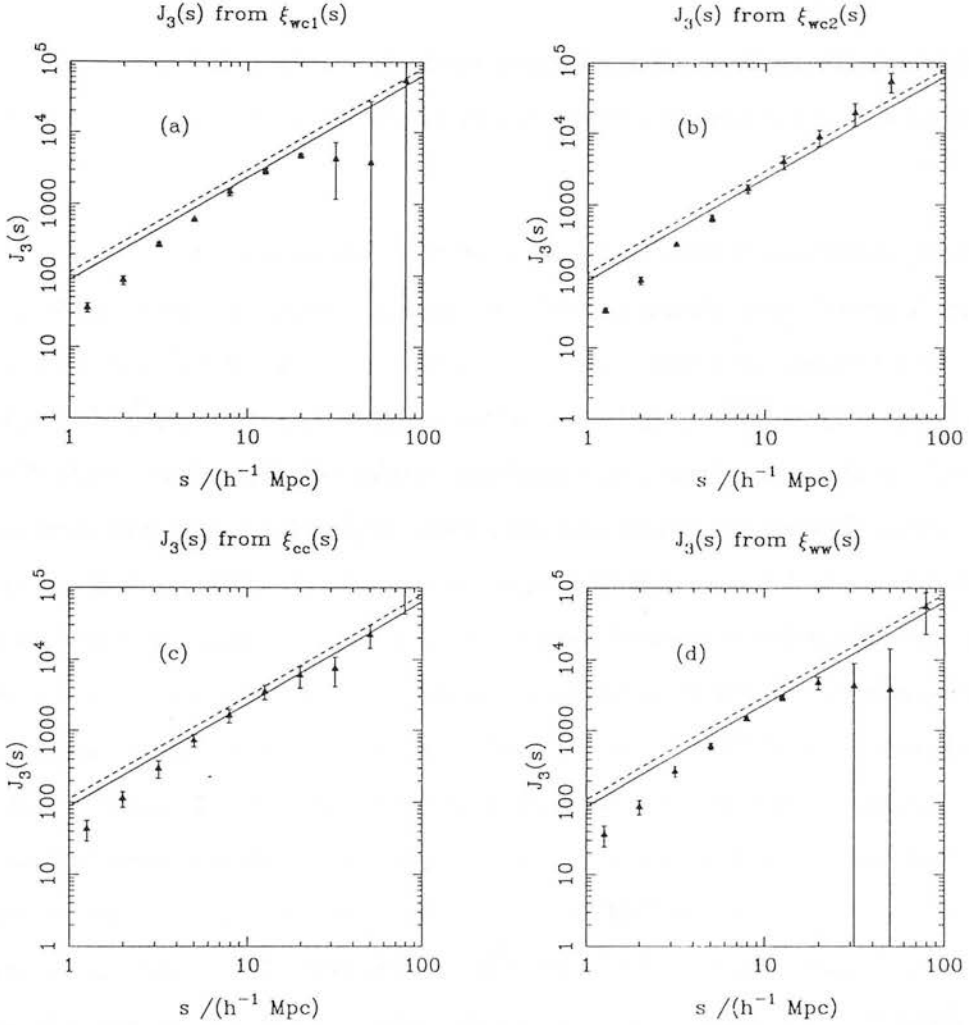 J₃(s) from ξwc1(s)
J₃(s)
10⁵
10⁴
1000
100
10
1
(a)
1 10 100
s /(h⁻¹ Mpc)
J₃(s) from ξwc2(s)
J₃(s)
10⁵
10⁴
1000
100
10
1
(b)
1 10 100
s /(h⁻¹ Mpc)
J₃(s) from ξcc(s)
J₃(s)
10⁵
10⁴
1000
100
10
1
(c)
1 10 100
s /(h⁻¹ Mpc)
J₃(s) from ξww(s)
J₃(s)
10⁵
10⁴
1000
100
10
1
(d)
1 10 100
s /(h⁻¹ Mpc)